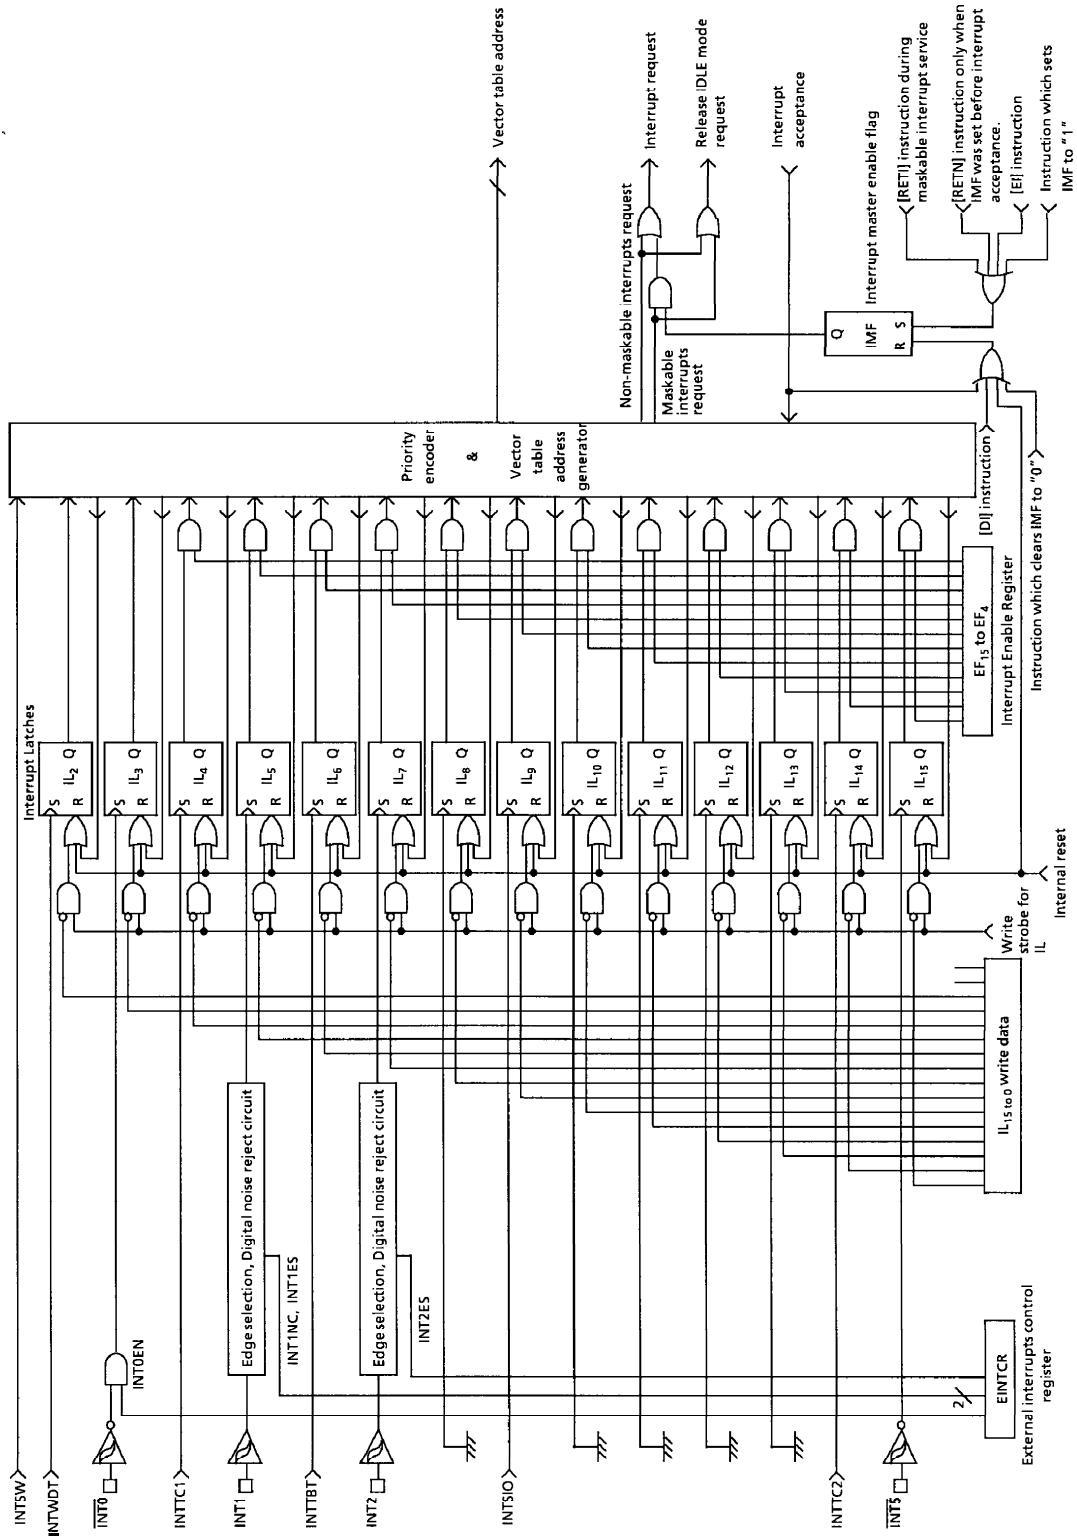 INTSW
INTWDT
INT0
INTTC1
INT1
INTTBT
INT2
INTSIO
INTTC2
INT5
INT0EN
Edge selection, Digital noise reject circuit
INT1NC, INT1ES
Edge selection, Digital noise reject circuit
INT2ES
2
EINTCR
External interrupts control
register
IL15 to 0 write data
Write
strobe for
IL
Internal reset
Interrupt Latches
S
IL2
Q
R
S
IL3
Q
R
S
IL4
Q
R
S
IL5
Q
R
S
IL6
Q
R
S
IL7
Q
R
S
IL8
Q
R
S
IL9
Q
R
S
IL10
Q
R
S
IL11
Q
R
S
IL12
Q
R
S
IL13
Q
R
S
IL14
Q
R
S
IL15
Q
R
EF15 to EF4
Interrupt Enable Register
Instruction which clears IMF to "0"
[DI] instruction
Priority
encoder
&
Vector
table
address
generator
Vector table address
Non-maskable interrupts request
Maskable
interrupts
request
Interrupt request
Release IDLE mode
request
Interrupt
acceptance
Q
IMF
R
S
Interrupt master enable flag
[RETI] instruction during
maskable interrupt service
[RETN] instruction only when
IMF was set before interrupt
acceptance.
[EI] instruction
Instruction which sets
IMF to "1"